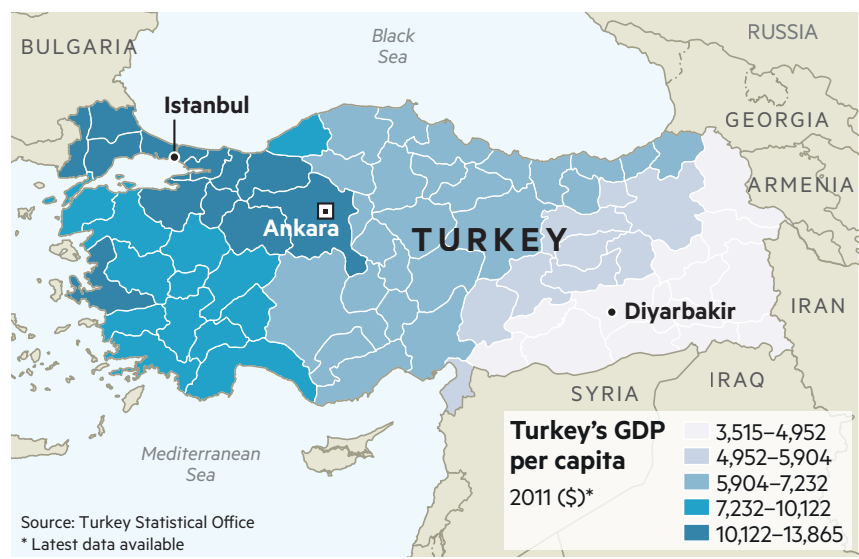 BULGARIA
Black
Sea
RUSSIA
Istanbul
GEORGIA
ARMENIA
Ankara
TURKEY
Diyarbakir
IRAN
SYRIA
IRAQ
Mediterranean
Sea
Turkey's GDP
per capita
2011 ($)*
3,515–4,952
4,952–5,904
5,904–7,232
7,232–10,122
10,122–13,865
Source: Turkey Statistical Office
* Latest data available